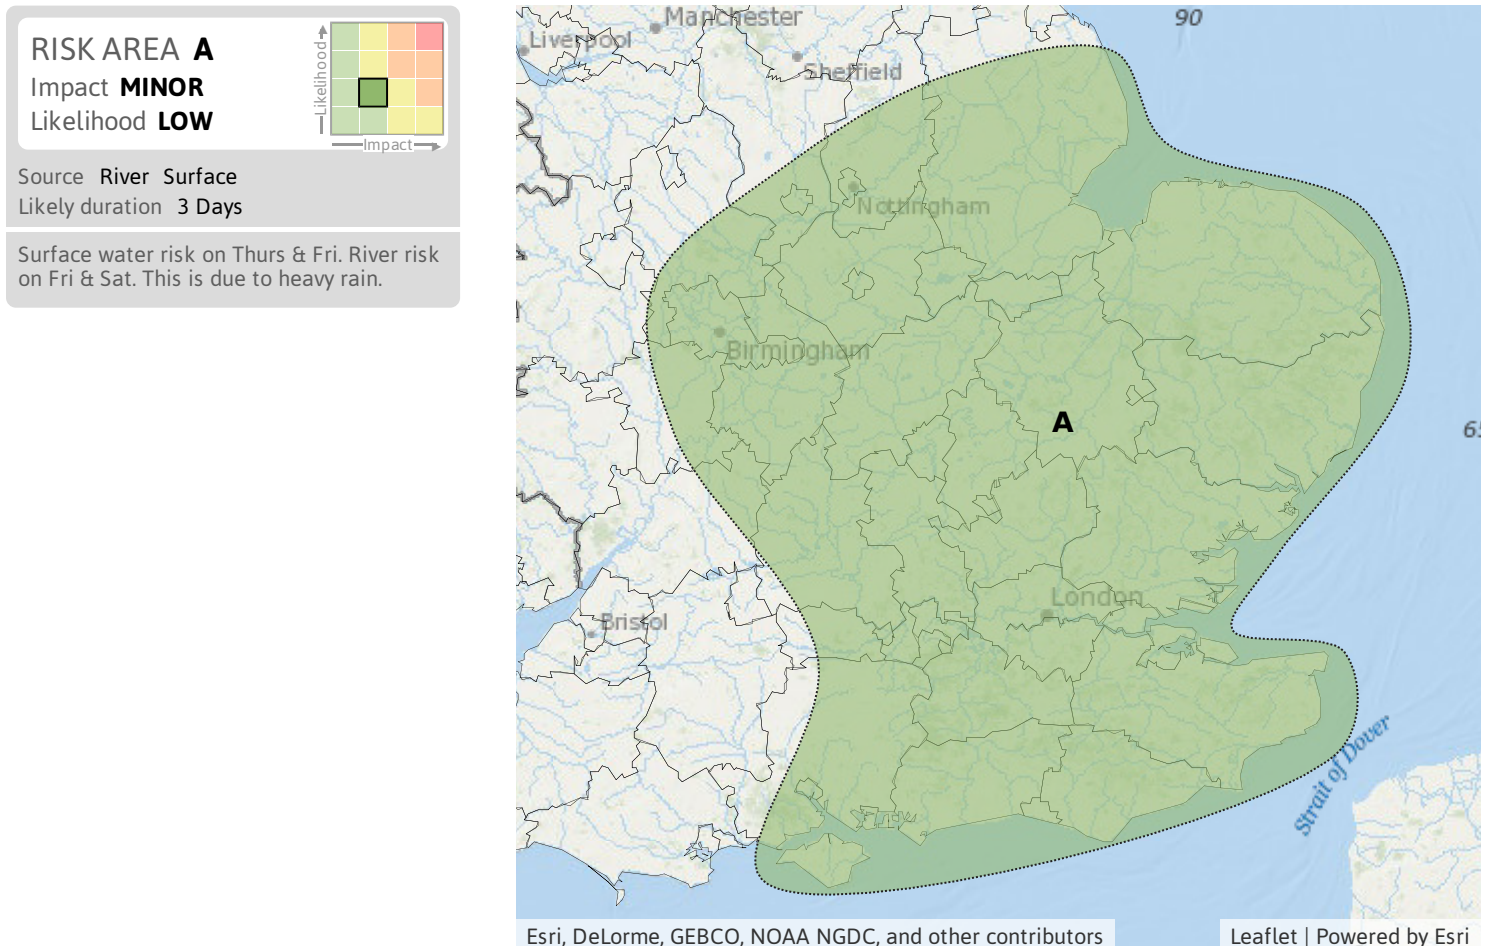 RISK AREA A
Impact MINOR
Likelihood LOW
Likelihood
Impact
Source River Surface
Likely duration 3 Days
Surface water risk on Thurs & Fri. River risk
on Fri & Sat. This is due to heavy rain.
Manchester
90
Liverpool
Sheffield
Nottingham
Birmingham
A
65
London
Bristol
Strait of Dover
Esri, DeLorme, GEBCO, NOAA NGDC, and other contributors
Leaflet | Powered by Esri